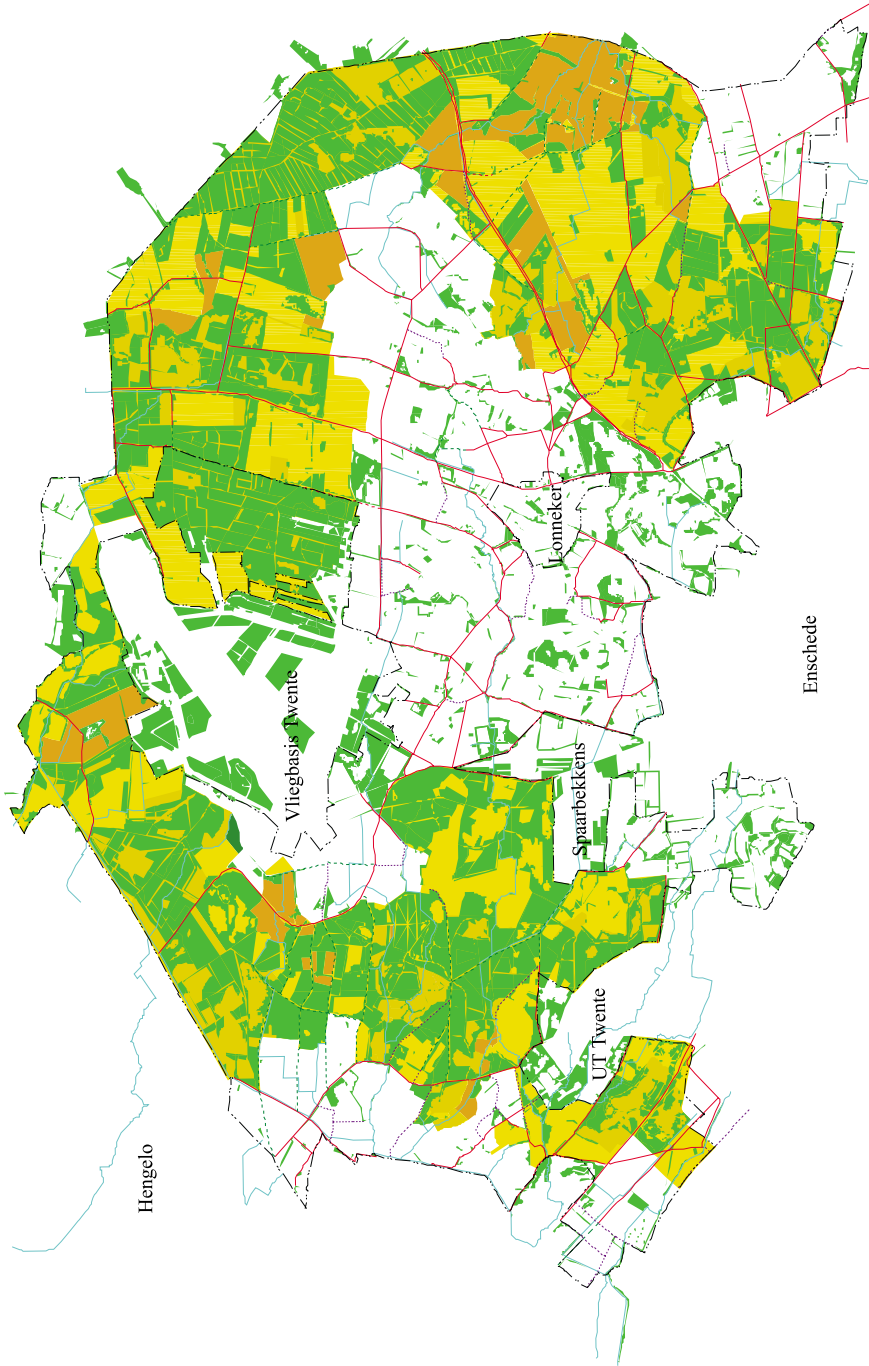 Hengelo
Vliegbasis Twente
UT Twente
Spaarbekkens
Lonneker
Enschede